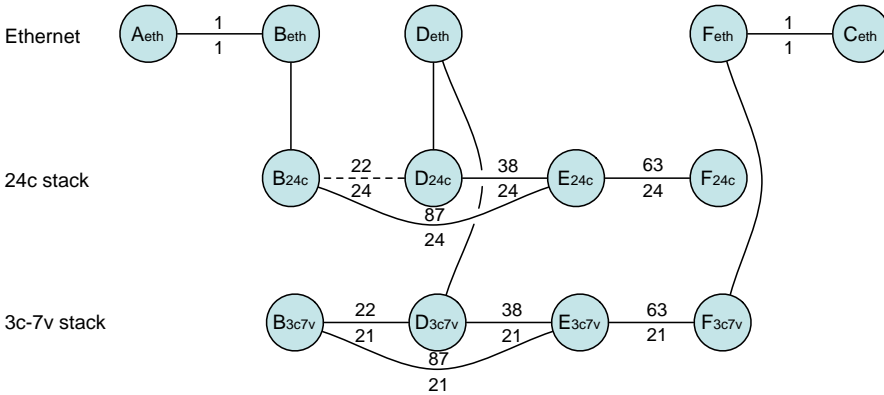 Ethernet
Aeth
1
1
Beth
Deth
Feth
1
1
Ceth
24c stack
B24c
22
24
D24c
38
24
E24c
63
24
F24c
87
24
3c-7v stack
B3c7v
22
21
D3c7v
38
21
E3c7v
63
21
F3c7v
87
21